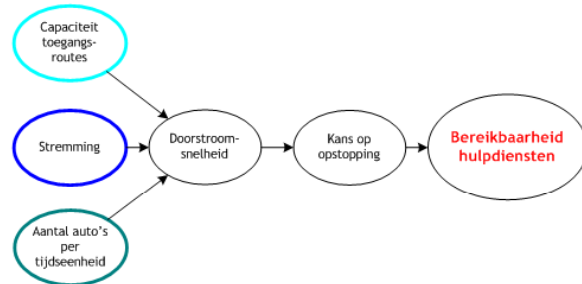 Capaciteit
toegangs-
routes
Stremming
Doorstroom-
snelheid
Kans op
opstopping
Bereikbaarheid
hulpdiensten
Aantal auto's
per
tijdseenheid